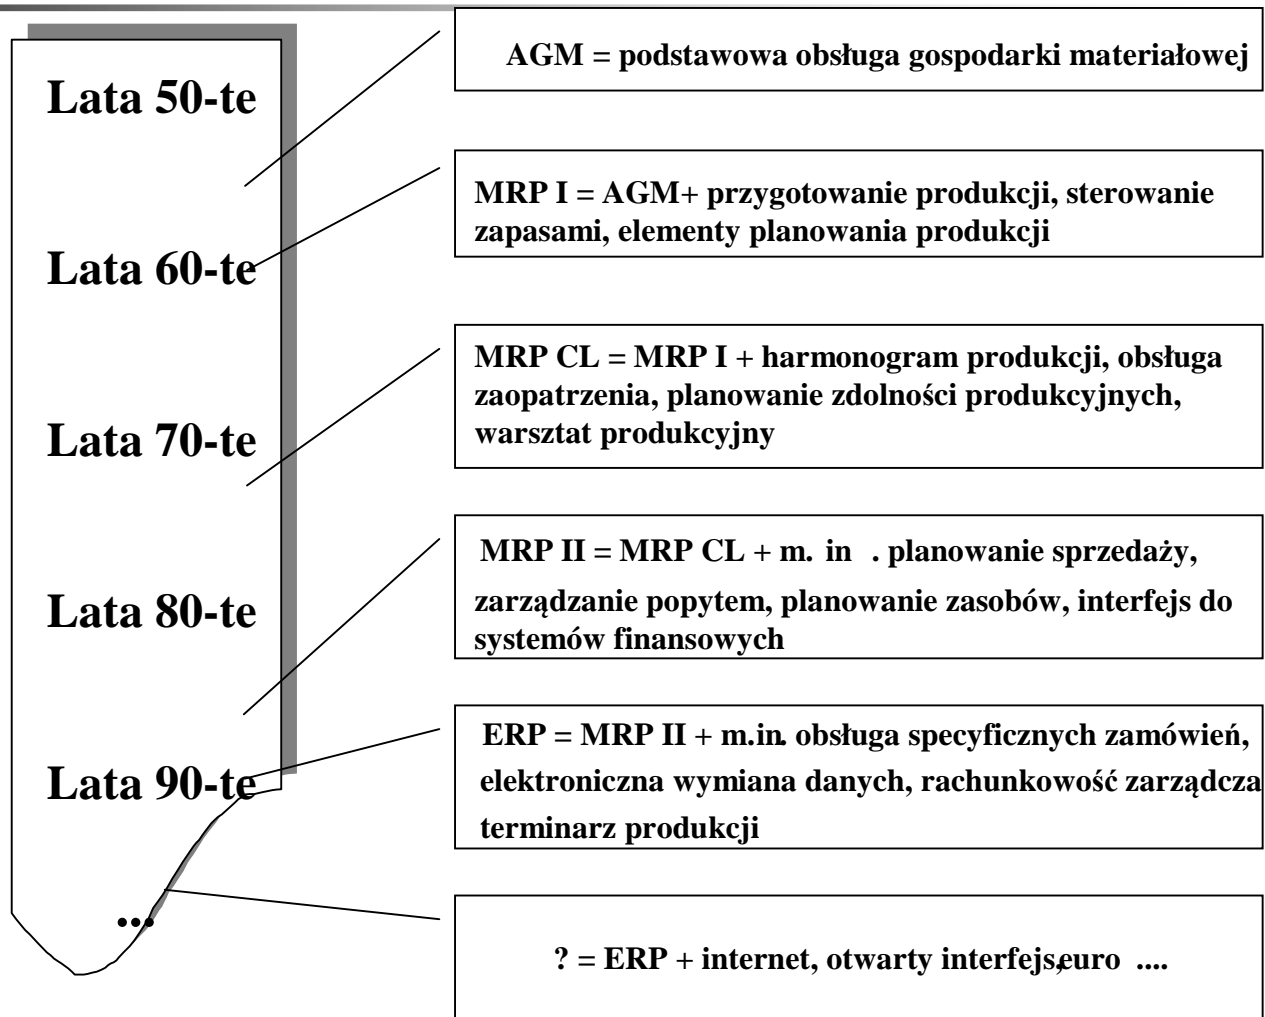 Lata 50-te
AGM = podstawowa obsługa gospodarki materiałowej
Lata 60-te
MRP I = AGM+ przygotowanie produkcji, sterowanie
zapasami, elementy planowania produkcji
Lata 70-te
MRP CL = MRP I + harmonogram produkcji, obsługa
zaopatrzenia, planowanie zdolności produkcyjnych,
warsztat produkcyjny
Lata 80-te
MRP II = MRP CL + m. in . planowanie sprzedaży,
zarządzanie popytem, planowanie zasobów, interfejs do
systemów finansowych
Lata 90-te
ERP = MRP II + m.in. obsługa specyficznych zamówień,
elektroniczna wymiana danych, rachunkowość zarządcza
terminarz produkcji
...
? = ERP + internet, otwarty interfejs,euro ....